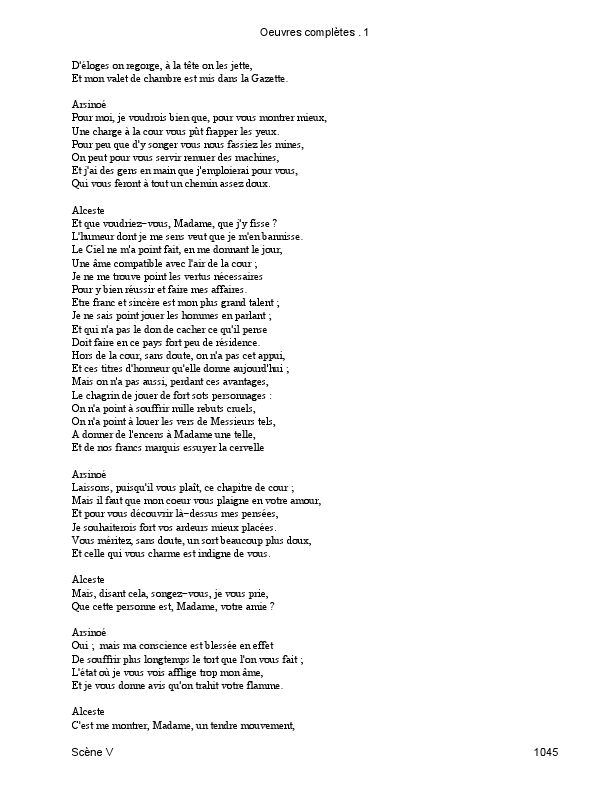 Oeuvres complètes . 1
D'éloges on regorge, à la tête on les jette,
Et mon valet de chambre est mis dans la Gazette.
Arsinoé
Pour moi, je voudrois bien que, pour vous montrer mieux,
Une charge à la cour vous pût frapper les yeux.
Pour peu que d'y songer vous nous fassiez les mines,
On peut pour vous servir remuer des machines,
Et j'ai des gens en main que j'emploierai pour vous,
Qui vous feront à tout un chemin assez doux.
Alceste
Et que voudriez-vous, Madame, que j'y fisse ?
L'humeur dont je me sens veut que je m'en bannisse.
Le Ciel ne m'a point fait, en me donnant le jour,
Une âme compatible avec l'air de la cour ;
Je ne me trouve point les vertus nécessaires
Pour y bien réussir et faire mes affaires.
Etre franc et sincère est mon plus grand talent ;
Je ne sais point jouer les hommes en parlant ;
Et qui n'a pas le don de cacher ce qu'il pense
Doit faire en ce pays fort peu de résidence.
Hors de la cour, sans doute, on n'a pas cet appui,
Et ces titres d'honneur qu'elle donne aujourd'hui ;
Mais on n'a pas aussi, perdant ces avantages,
Le chagrin de jouer de fort sots personnages :
On n'a point à souffrir mille rebuts cruels,
On n'a point à louer les vers de Messieurs tels,
A donner de l'encens à Madame une telle,
Et de nos francs marquis essuyer la cervelle
Arsinoé
Laissons, puisqu'il vous plaît, ce chapitre de cour ;
Mais il faut que mon coeur vous plaigne en votre amour,
Et pour vous découvrir là-dessus mes pensées,
Je souhaiterois fort vos ardeurs mieux placées.
Vous méritez, sans doute, un sort beaucoup plus doux,
Et celle qui vous charme est indigne de vous.
Alceste
Mais, disant cela, songez-vous, je vous prie,
Que cette personne est, Madame, votre amie ?
Arsinoé
Oui ;  mais ma conscience est blessée en effet
De souffrir plus longtemps le tort que l'on vous fait ;
L'état où je vous vois afflige trop mon âme,
Et je vous donne avis qu'on trahit votre flamme.
Alceste
C'est me montrer, Madame, un tendre mouvement,
Scène V
1045